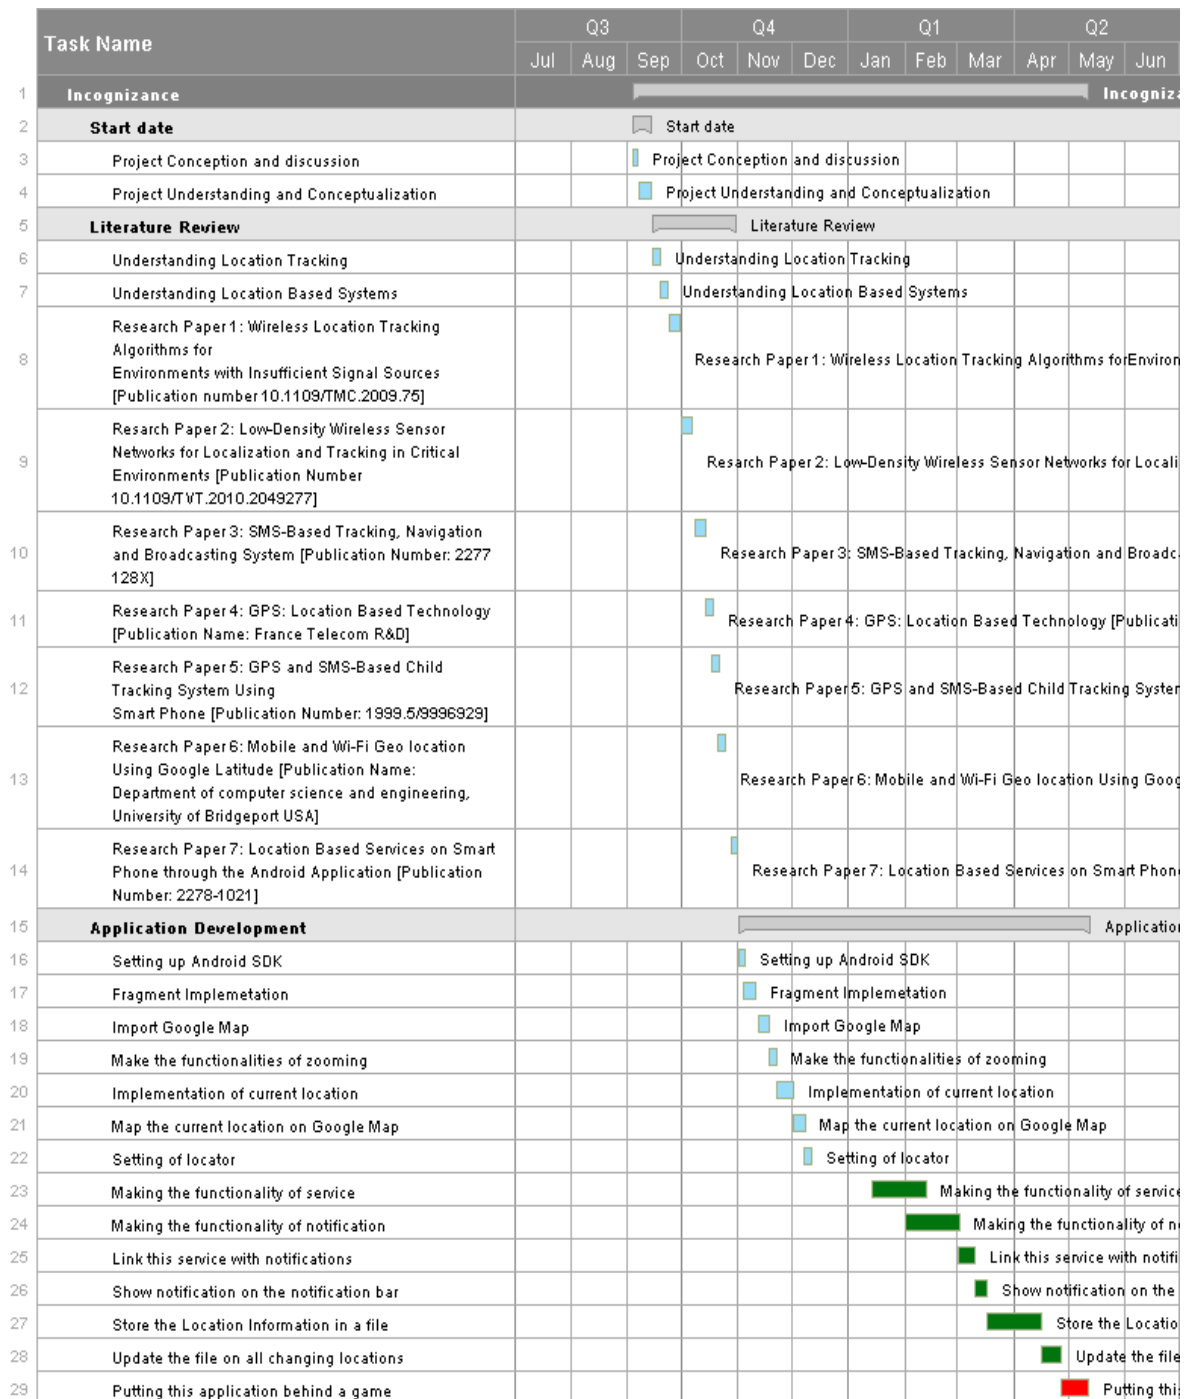 Task Name
Q3 Q4 Q1 Q2
Jul Aug Sep Oct Nov Dec Jan Feb Mar Apr May Jun
1 Incognizance Incogniza
2 Start date Start date
3 Project Conception and discussion Project Conception and discussion
4 Project Understanding and Conceptualization Project Understanding and Conceptualization
5 Literature Review Literature Review
6 Understanding Location Tracking Understanding Location Tracking
7 Understanding Location Based Systems Understanding Location Based Systems
Research Paper 1: Wireless Location Tracking
Algorithms for
8 Research Paper 1: Wireless Location Tracking Algorithms forEnviron
Environments with Insufficient Signal Sources
[Publication number 10.1109/TMC.2009.75]
Resarch Paper 2: Low-Density Wireless Sensor
Networks for Localization and Tracking in Critical
9 Resarch Paper 2: Low-Density Wireless Sensor Networks for Locali
Environments [Publication Number
10.1109/TVT.2010.2049277]
Research Paper 3: SMS-Based Tracking, Navigation
10 and Broadcasting System [Publication Number: 2277 Research Paper 3: SMS-Based Tracking, Navigation and Broadc
128X]
Research Paper 4: GPS: Location Based Technology
11 Research Paper 4: GPS: Location Based Technology [Publicati
[Publication Name: France Telecom R&D]
Research Paper 5: GPS and SMS-Based Child
12 Tracking System Using Research Paper 5: GPS and SMS-Based Child Tracking System
Smart Phone [Publication Number: 1999.5/9996929]
Research Paper 6: Mobile and Wi-Fi Geo location
Using Google Latitude [Publication Name:
13 Research Paper 6: Mobile and Wi-Fi Geo location Using Goog
Department of computer science and engineering,
University of Bridgeport USA]
Research Paper 7: Location Based Services on Smart
14 Phone through the Android Application [Publication Research Paper 7: Location Based Services on Smart Phone
Number: 2278-1021]
15 Application Development Application
16 Setting up Android SDK Setting up Android SDK
17 Fragment Implemetation Fragment Implemetation
18 Import Google Map Import Google Map
19 Make the functionalities of zooming Make the functionalities of zooming
20 Implementation of current location Implementation of current location
21 Map the current location on Google Map Map the current location on Google Map
22 Setting of locator Setting of locator
23 Making the functionality of service Making the functionality of service
24 Making the functionality of notification Making the functionality of no
25 Link this service with notifications Link this service with notifi
26 Show notification on the notification bar Show notification on the
27 Store the Location Information in a file Store the Locatio
28 Update the file on all changing locations Update the file
29 Putting this application behind a game Putting this